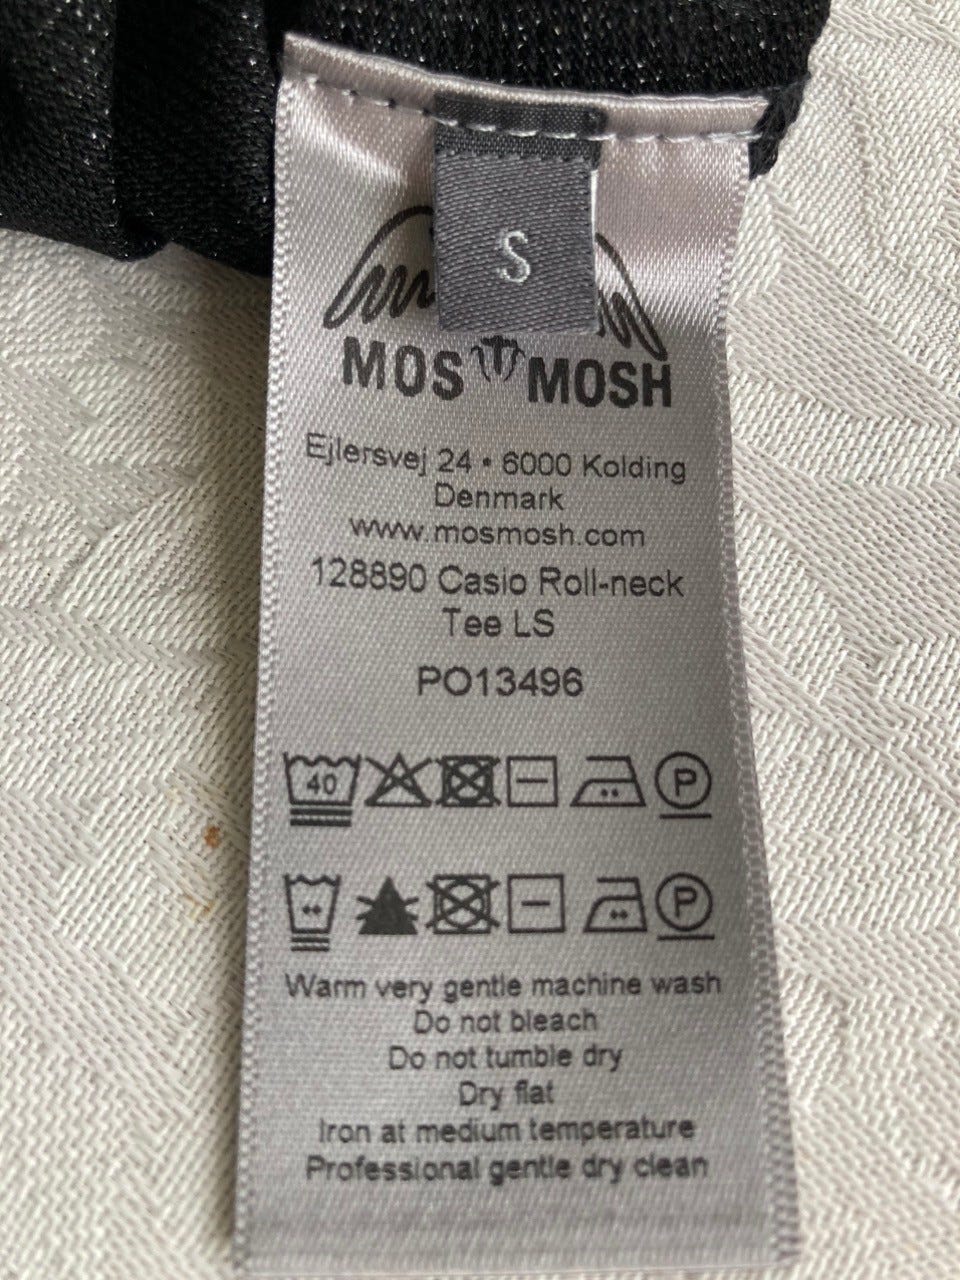 S
MOS MOSH
Ejlersvej 24 • 6000 Kolding
Denmark
www.mosmosh.com
128890 Casio Roll-neck
Tee LS
PO13496
40 P
P
Warm very gentle machine wash
Do not bleach
Do not tumble dry
Dry flat
Iron at medium temperature
Professional gentle dry clean